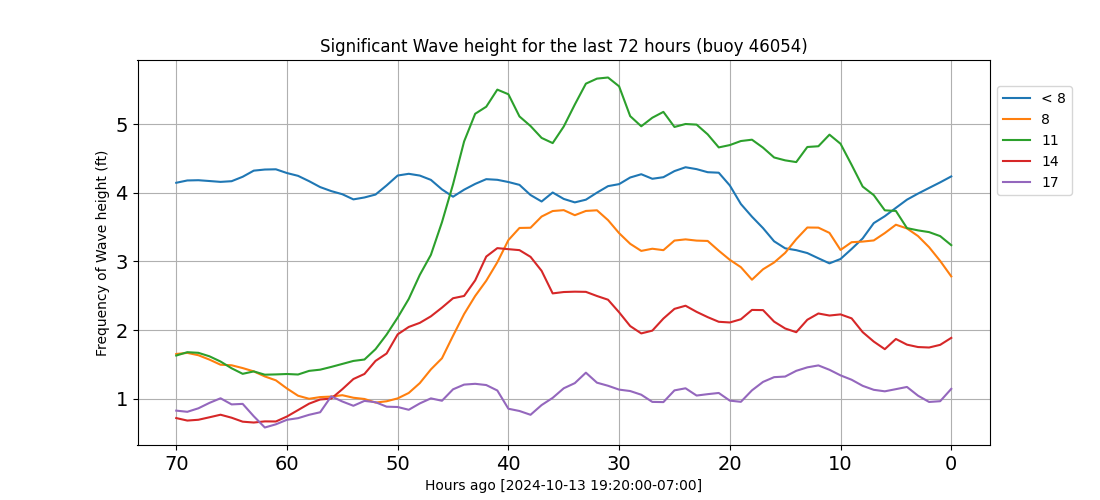 Significant Wave height for the last 72 hours (buoy 46054)
Frequency of Wave height (ft)
5
4
3
2
1
70 60 50 40 30 20 10 0
Hours ago [2024-10-13 19:20:00-07:00]
< 8
8
11
14
17